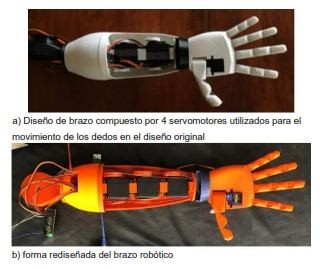 a) Diseño de brazo compuesto por 4 servomotores utilizados para el
movimiento de los dedos en el diseño original
b) forma rediseñada del brazo robótico